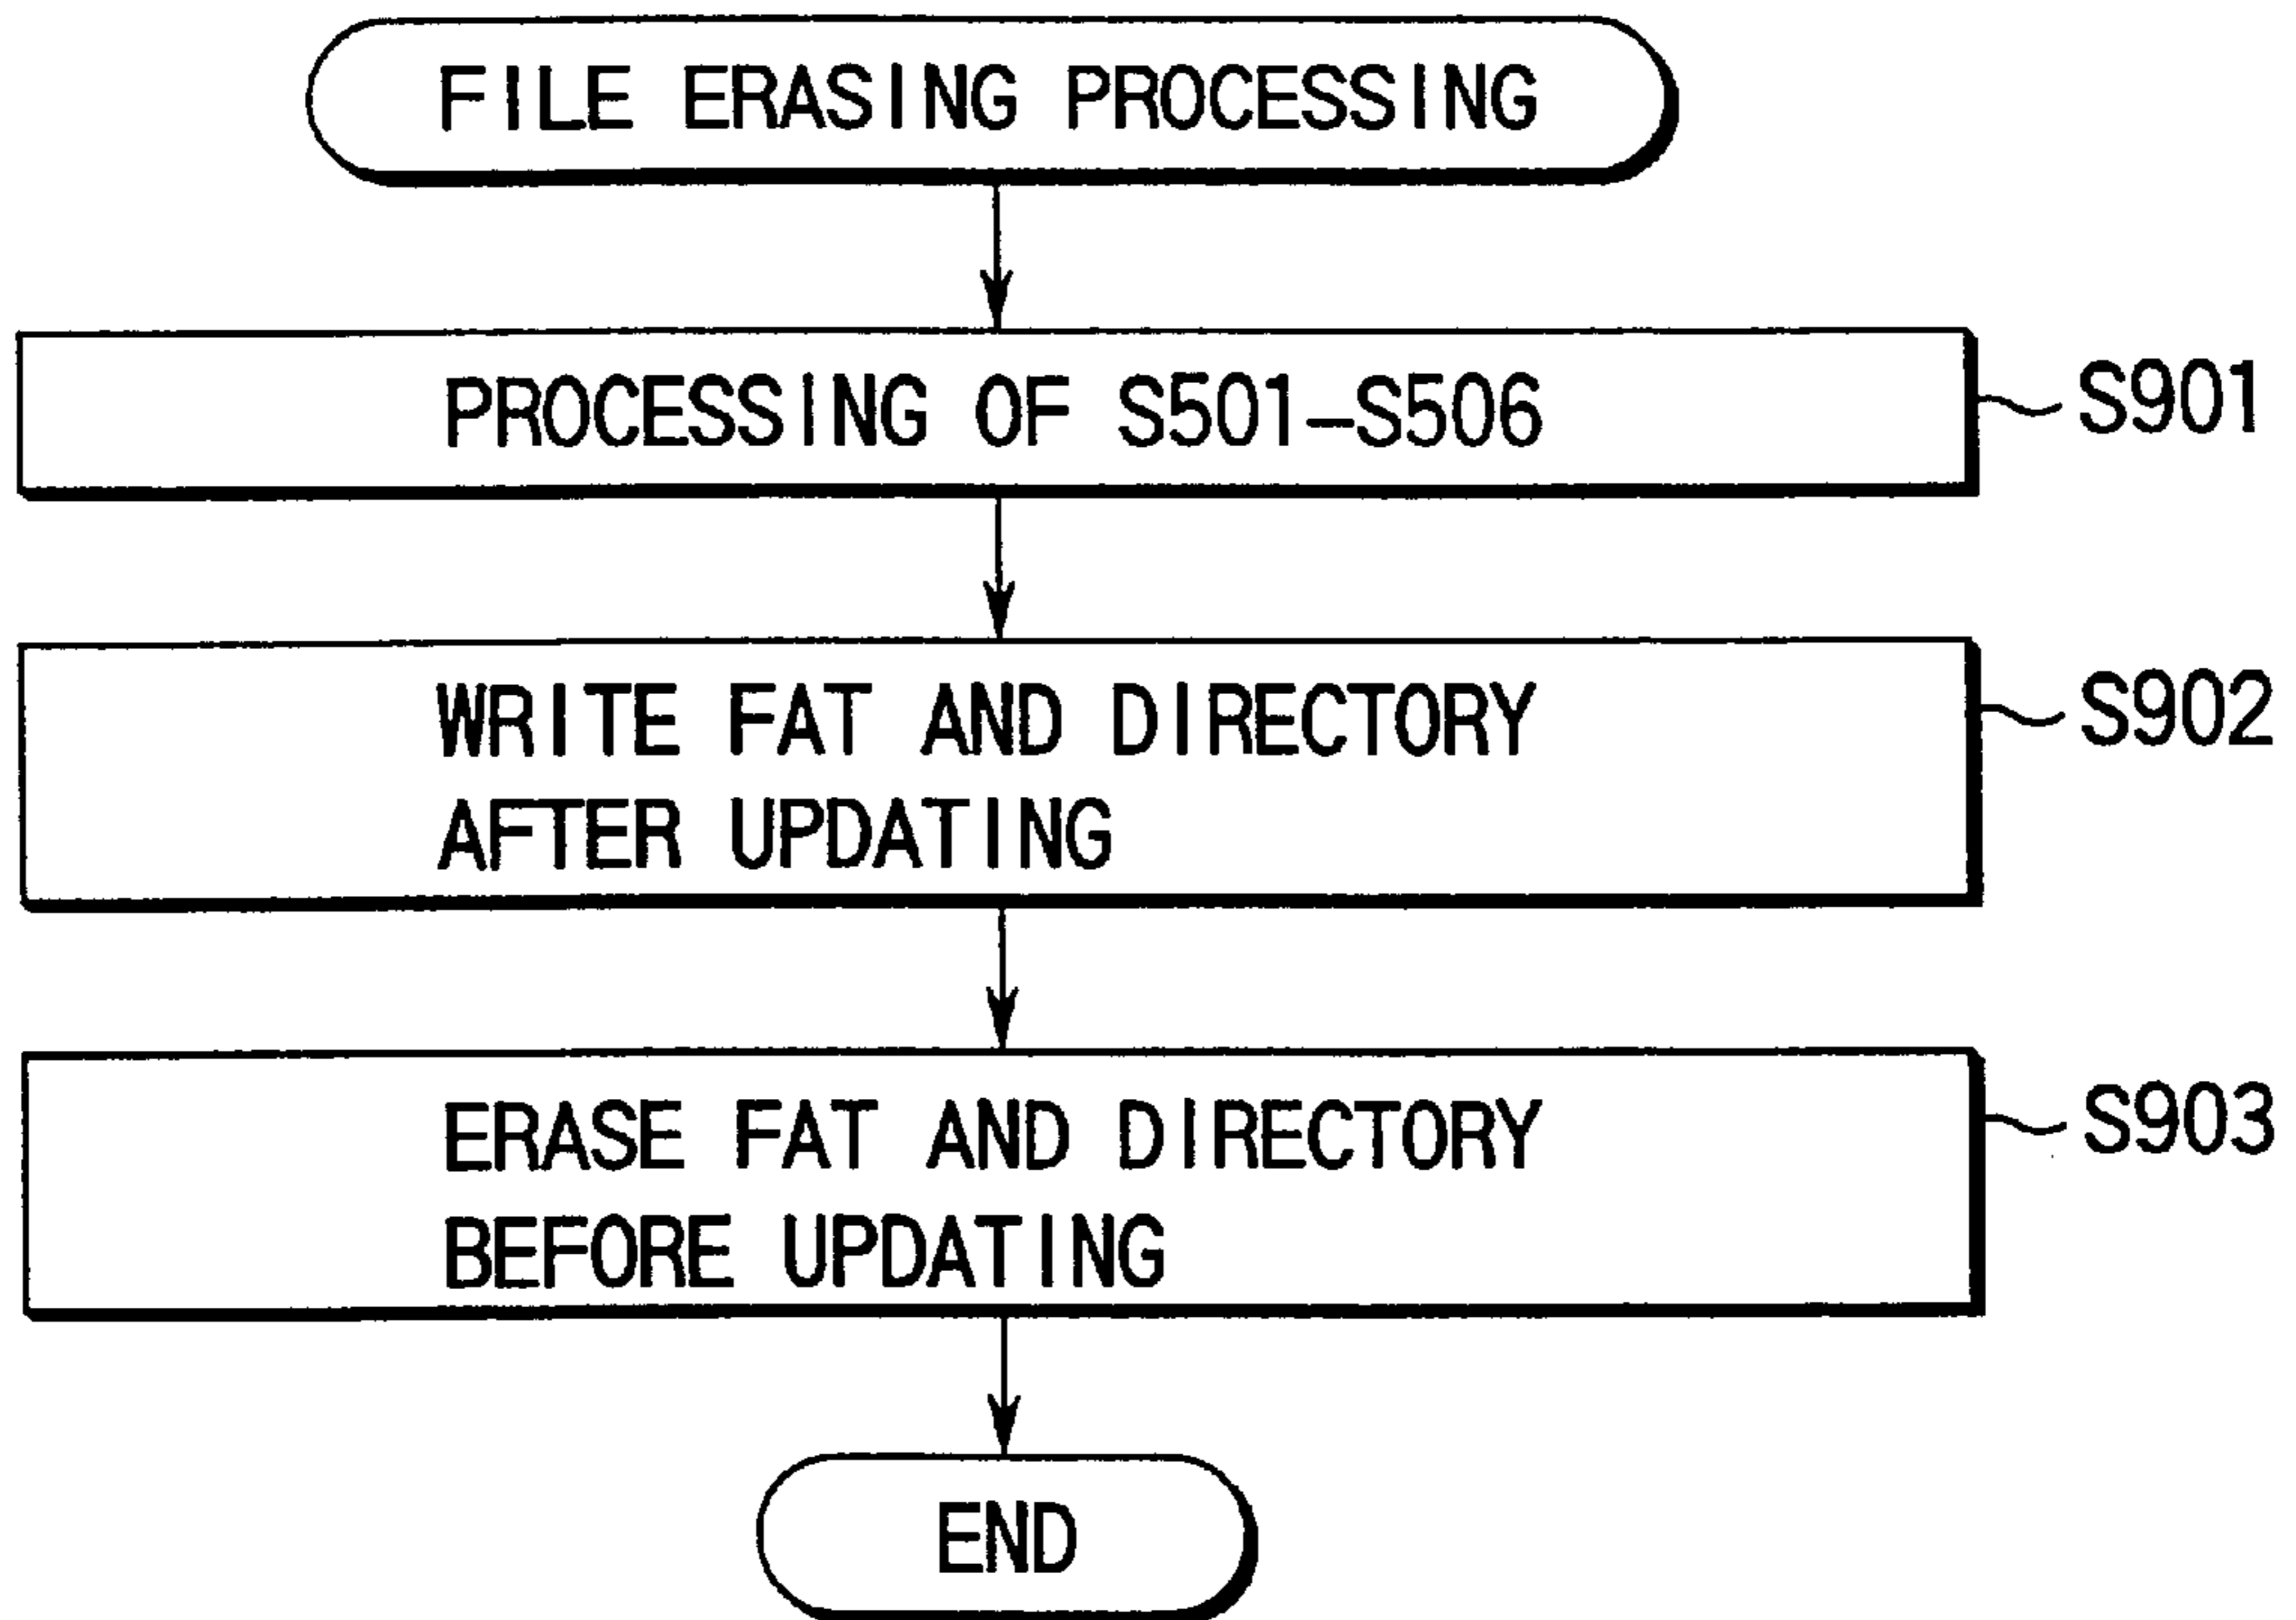 FILE ERASING PROCESSING
PROCESSING OF S501-S506
S901
WRITE FAT AND DIRECTORY
AFTER UPDATING
S902
ERASE FAT AND DIRECTORY
BEFORE UPDATING
S903
END